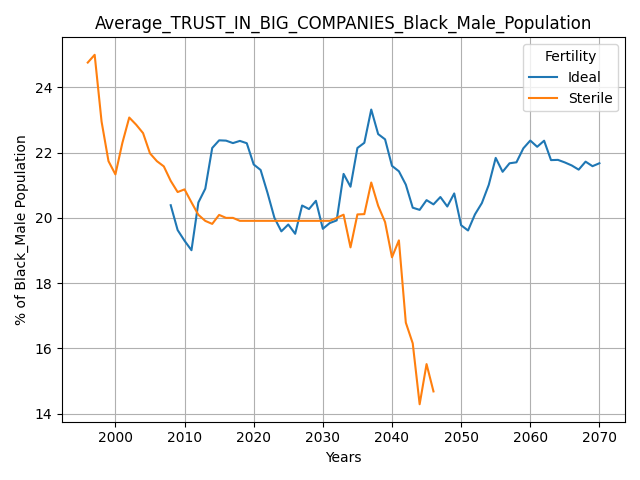 Average_TRUST_IN_BIG_COMPANIES_Black_Male_Population
Fertility
Ideal
Sterile
% of Black_Male Population
24
22
20
18
16
14
2000 2010 2020 2030 2040 2050 2060 2070
Years